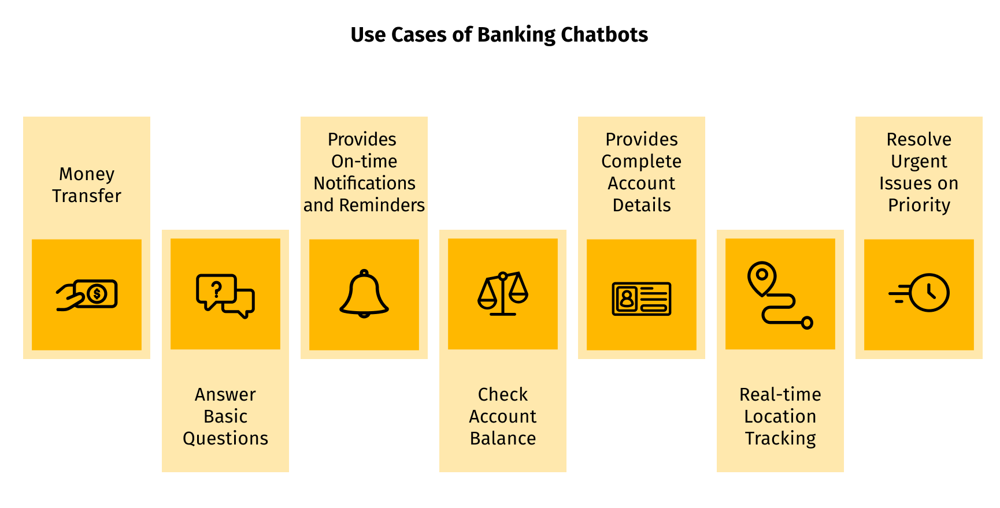 Use Cases of Banking Chatbots
Money
Transfer
$
Answer
Basic
Questions
?
Provides
On-time
Notifications
and Reminders
Check
Account
Balance
Provides
Complete
Account
Details
Real-time
Location
Tracking
Resolve
Urgent
Issues on
Priority